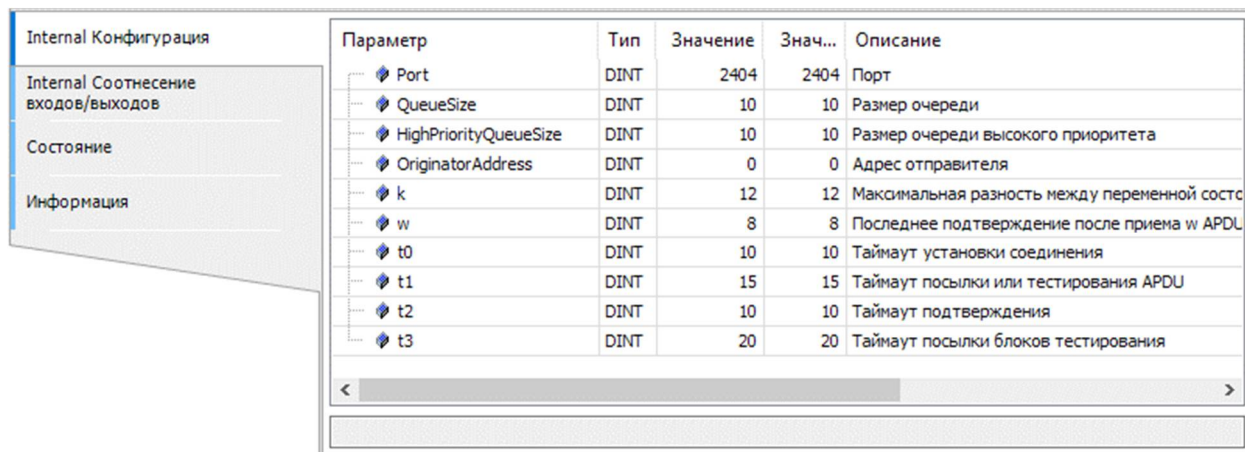 Internal Конфигурация
Internal Соотнесение
входов/выходов
Состояние
Информация
Параметр Тип Значение Знач... Описание
Port DINT 2404 2404 Порт
QueueSize DINT 10 10 Размер очереди
HighPriorityQueueSize DINT 10 10 Размер очереди высокого приоритета
OriginatorAddress DINT 0 0 Адрес отправителя
k DINT 12 12 Максимальная разность между переменной состо
w DINT 8 8 Последнее подтверждение после приема w APDU
t0 DINT 10 10 Таймаут установки соединения
t1 DINT 15 15 Таймаут посылки или тестирования APDU
t2 DINT 10 10 Таймаут подтверждения
t3 DINT 20 20 Таймаут посылки блоков тестирования